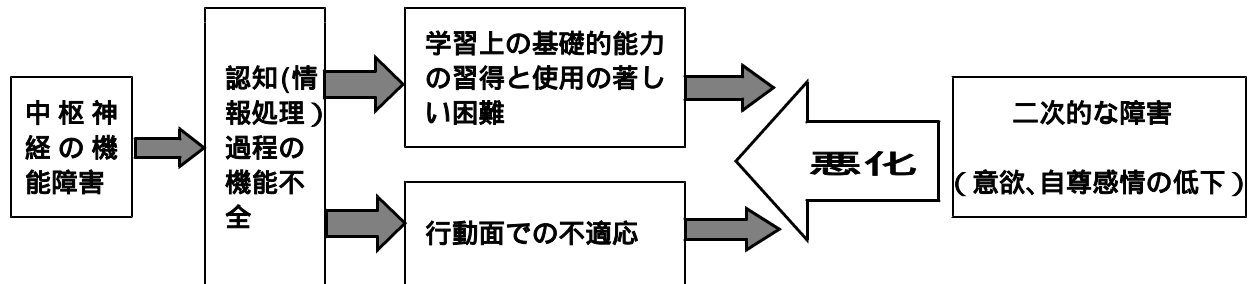 中枢神
経の機
能障害
認知(情
報処理)
過程の
機能不
全
学習上の基礎的能力
の習得と使用の著し
い困難
行動面での不適応
悪化
二次的な障害
(意欲、自尊感情の低下)